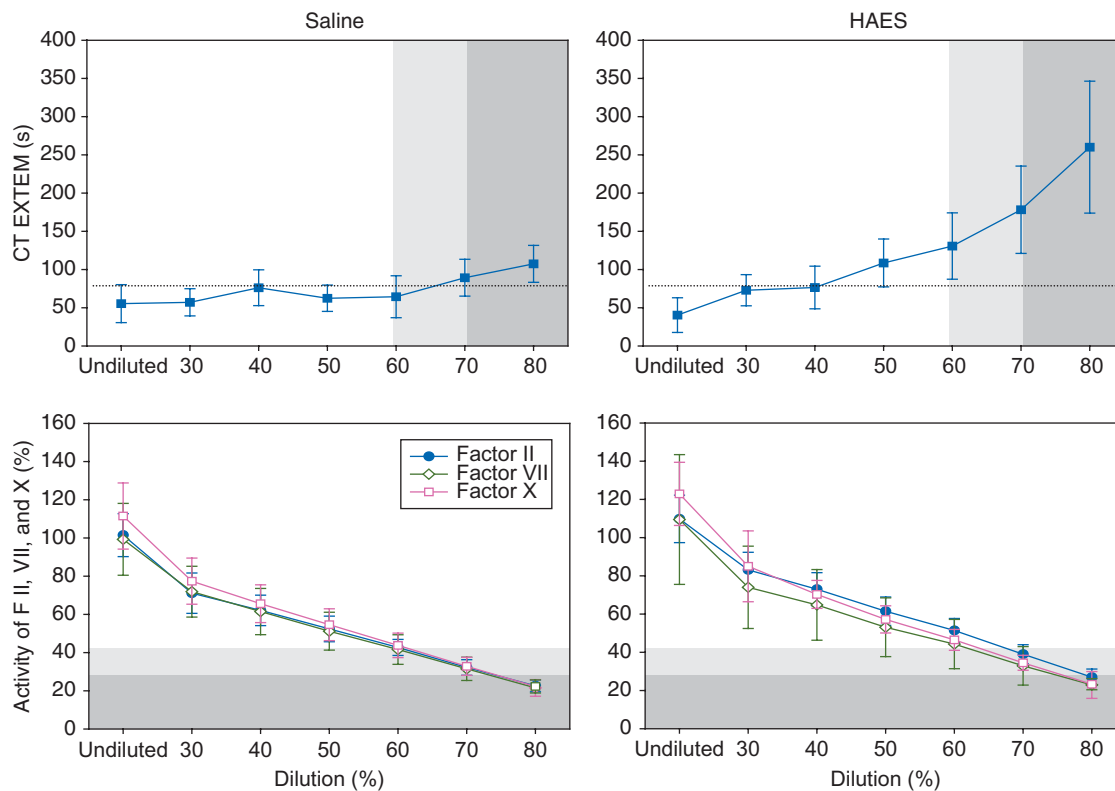 Saline
HAES
CT EXTEM (s)
400
350
300
250
200
150
100
50
0
Undiluted 30 40 50 60 70 80
400
350
300
250
200
150
100
50
0
Undiluted 30 40 50 60 70 80
Activity of F II, VII, and X (%)
160
140
120
100
80
60
40
20
0
Undiluted 30 40 50 60 70 80
Dilution (%)
Factor II
Factor VII
Factor X
160
140
120
100
80
60
40
20
0
Undiluted 30 40 50 60 70 80
Dilution (%)